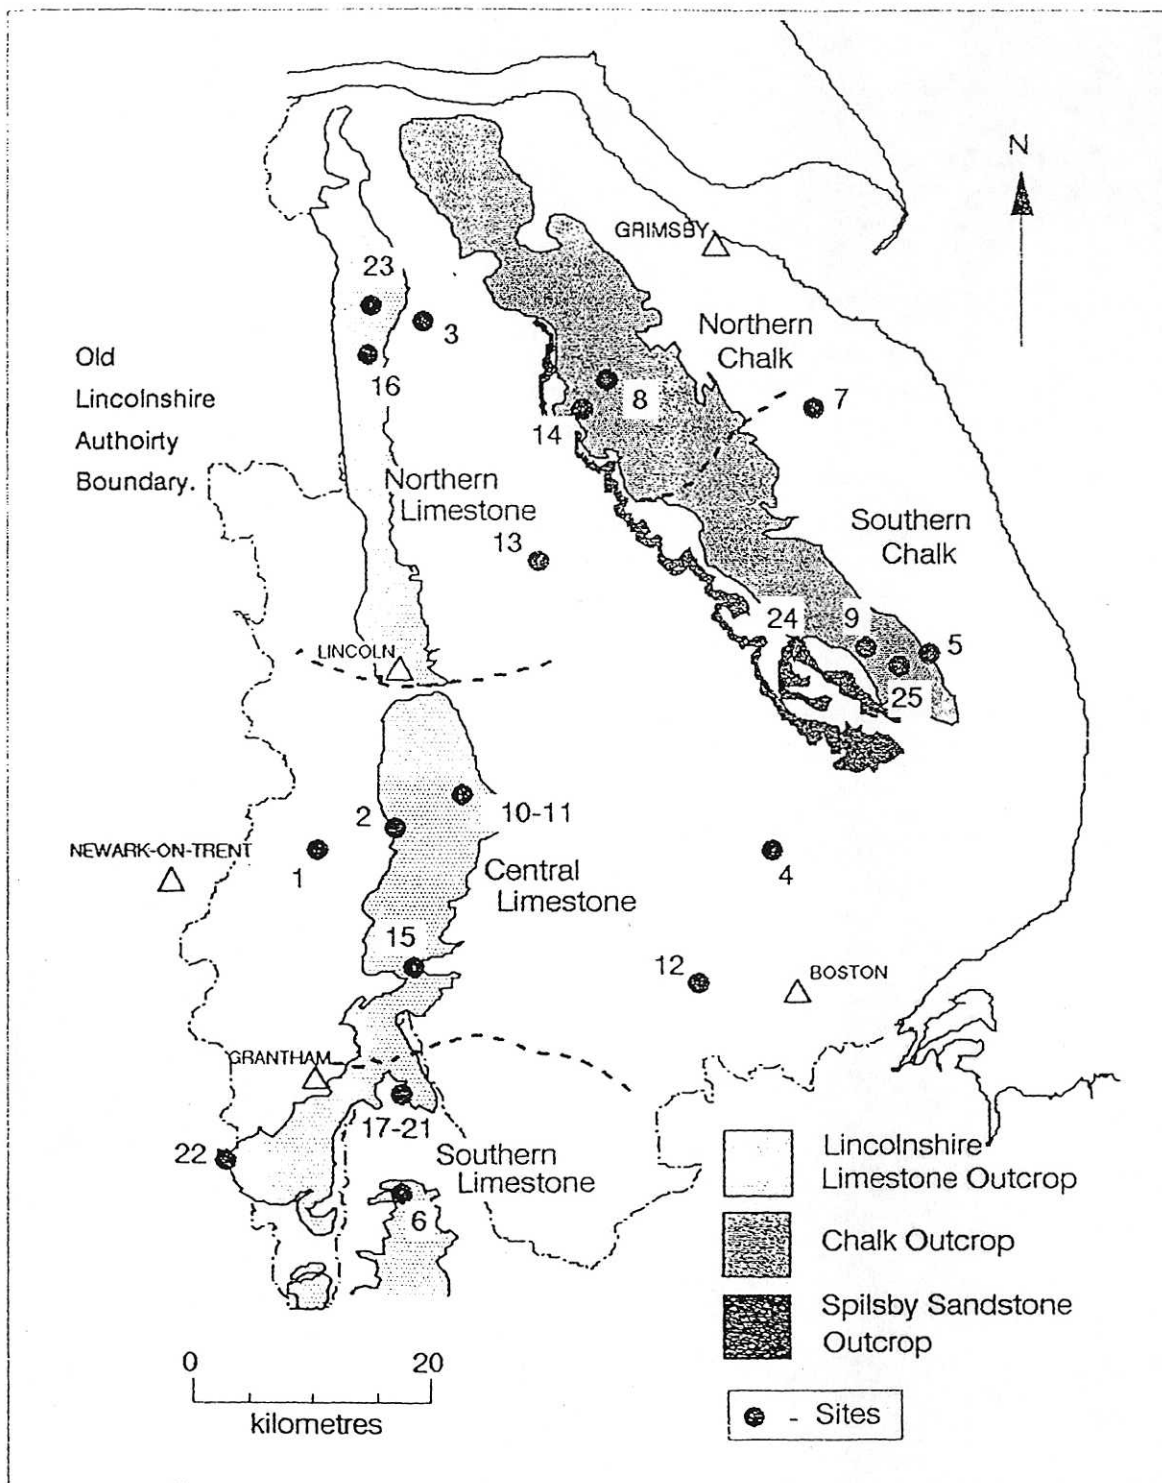 N
GRIMSBY
23
3
16
Old
Lincolnshire
Authoirty
Boundary.
Northern
Chalk
8
7
14
Northern
Limestone
13
Southern
Chalk
24
9
5
25
LINCOLN
2
10-11
NEWARK-ON-TRENT
1
4
Central
Limestone
15
12
BOSTON
GRANTHAM
17-21
22
Southern
Limestone
6
Lincolnshire
Limestone Outcrop
Chalk Outcrop
Spilsby Sandstone
Outcrop
0 20
kilometres
- Sites